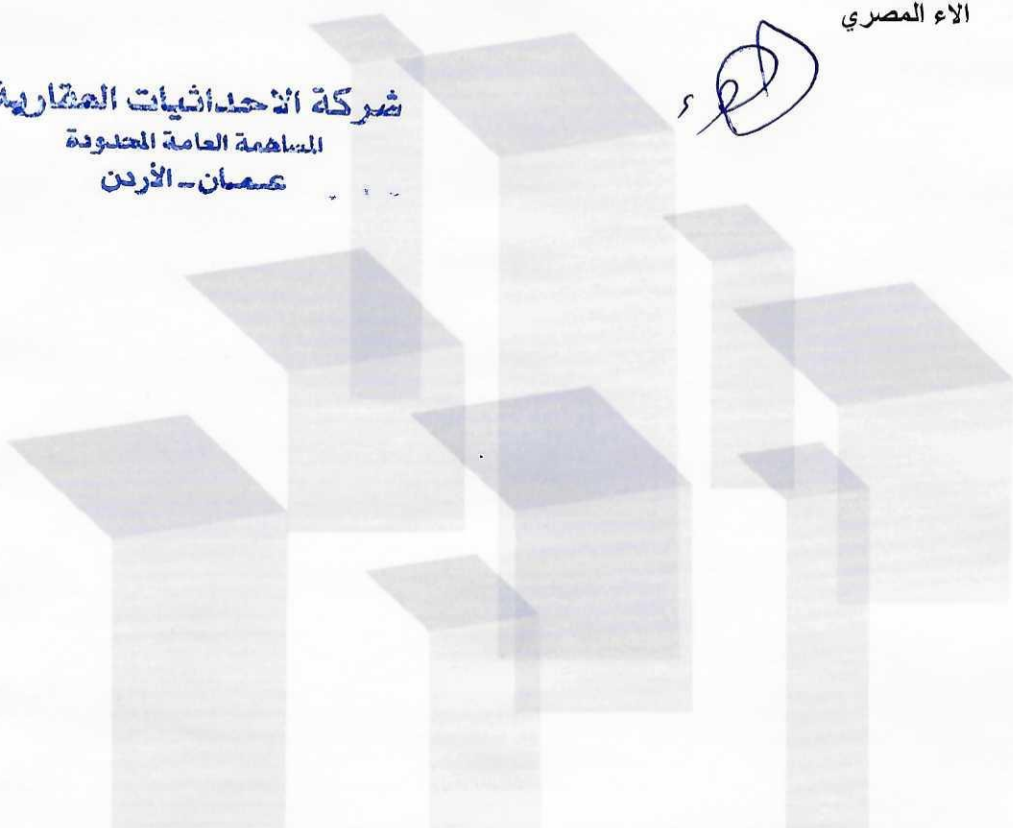 الاء المصري
شركة الاحداثيات العقارية
المساهمة العامة المحدودة
عمان - الأردن